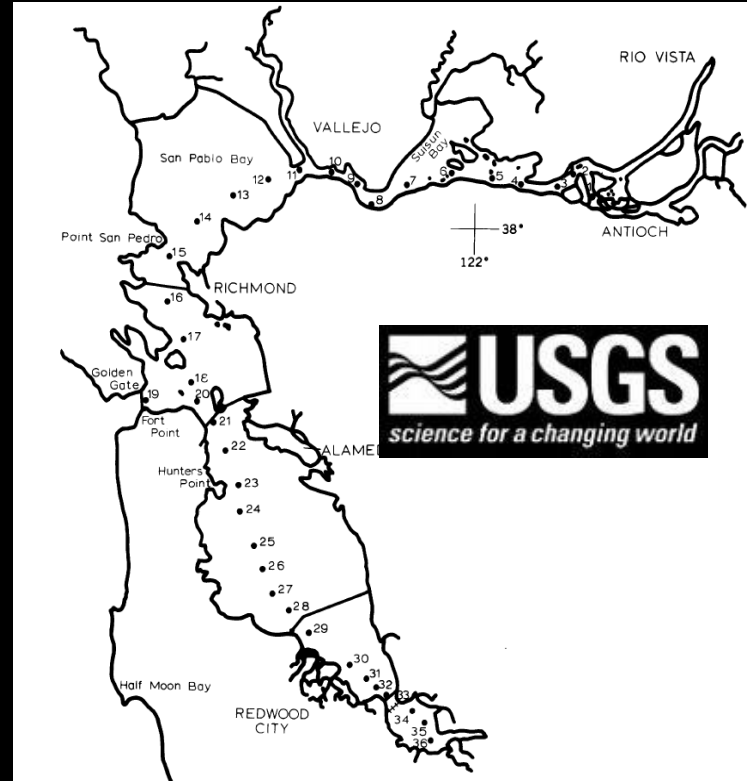 RIO VISTA
VALLEJO
Suisun
Bay
San Pablo Bay
10
11
12
9
8
7
6
5
4
3
2
1
13
14
38°
122°
ANTIOCH
Point San Pedro
15
RICHMOND
16
17
Golden
Gate
18
19
20
Fort
Point
21
22
ALAMED
USGS
science for a changing world
Hunters
Point
23
24
25
26
27
28
29
30
31
32
33
34
35
36
Half Moon Bay
REDWOOD
CITY